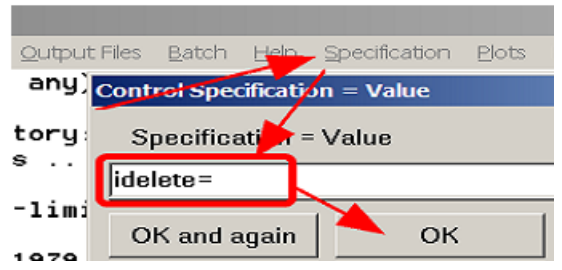 Output Files Batch Help Specification Plots
any)
Control Specification = Value
tory:
Specification = Value
s ..
idelete=
-limi
OK and again OK
1979